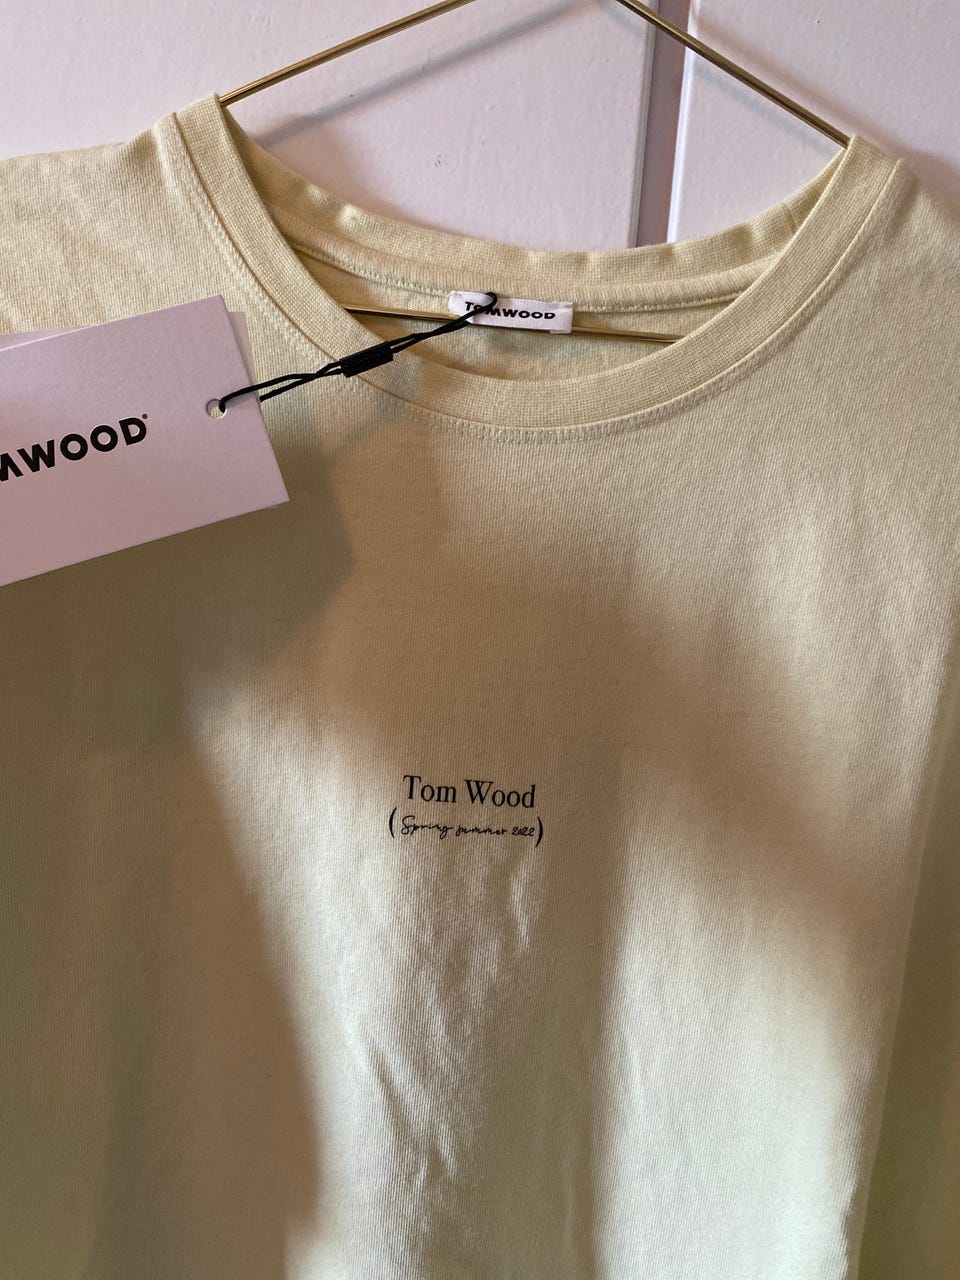 TOMWOOD
MWOOD®
Tom Wood
(Spring summer 2022)